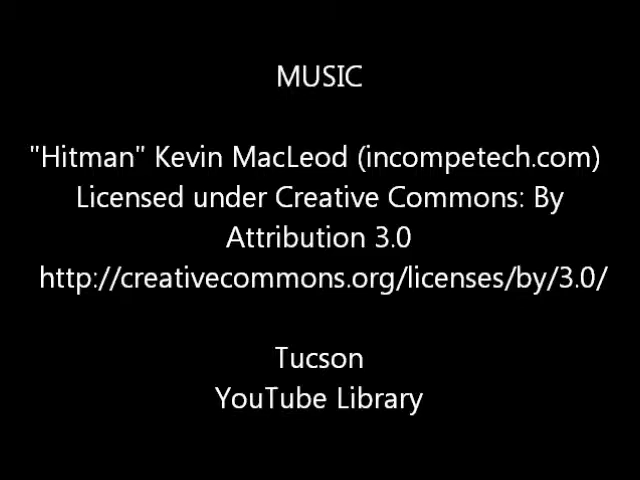 MUSIC
"Hitman" Kevin MacLeod (incompetech.com)
Licensed under Creative Commons: By
Attribution 3.0
http://creativecommons.org/licenses/by/3.0/
Tucson
YouTube Library